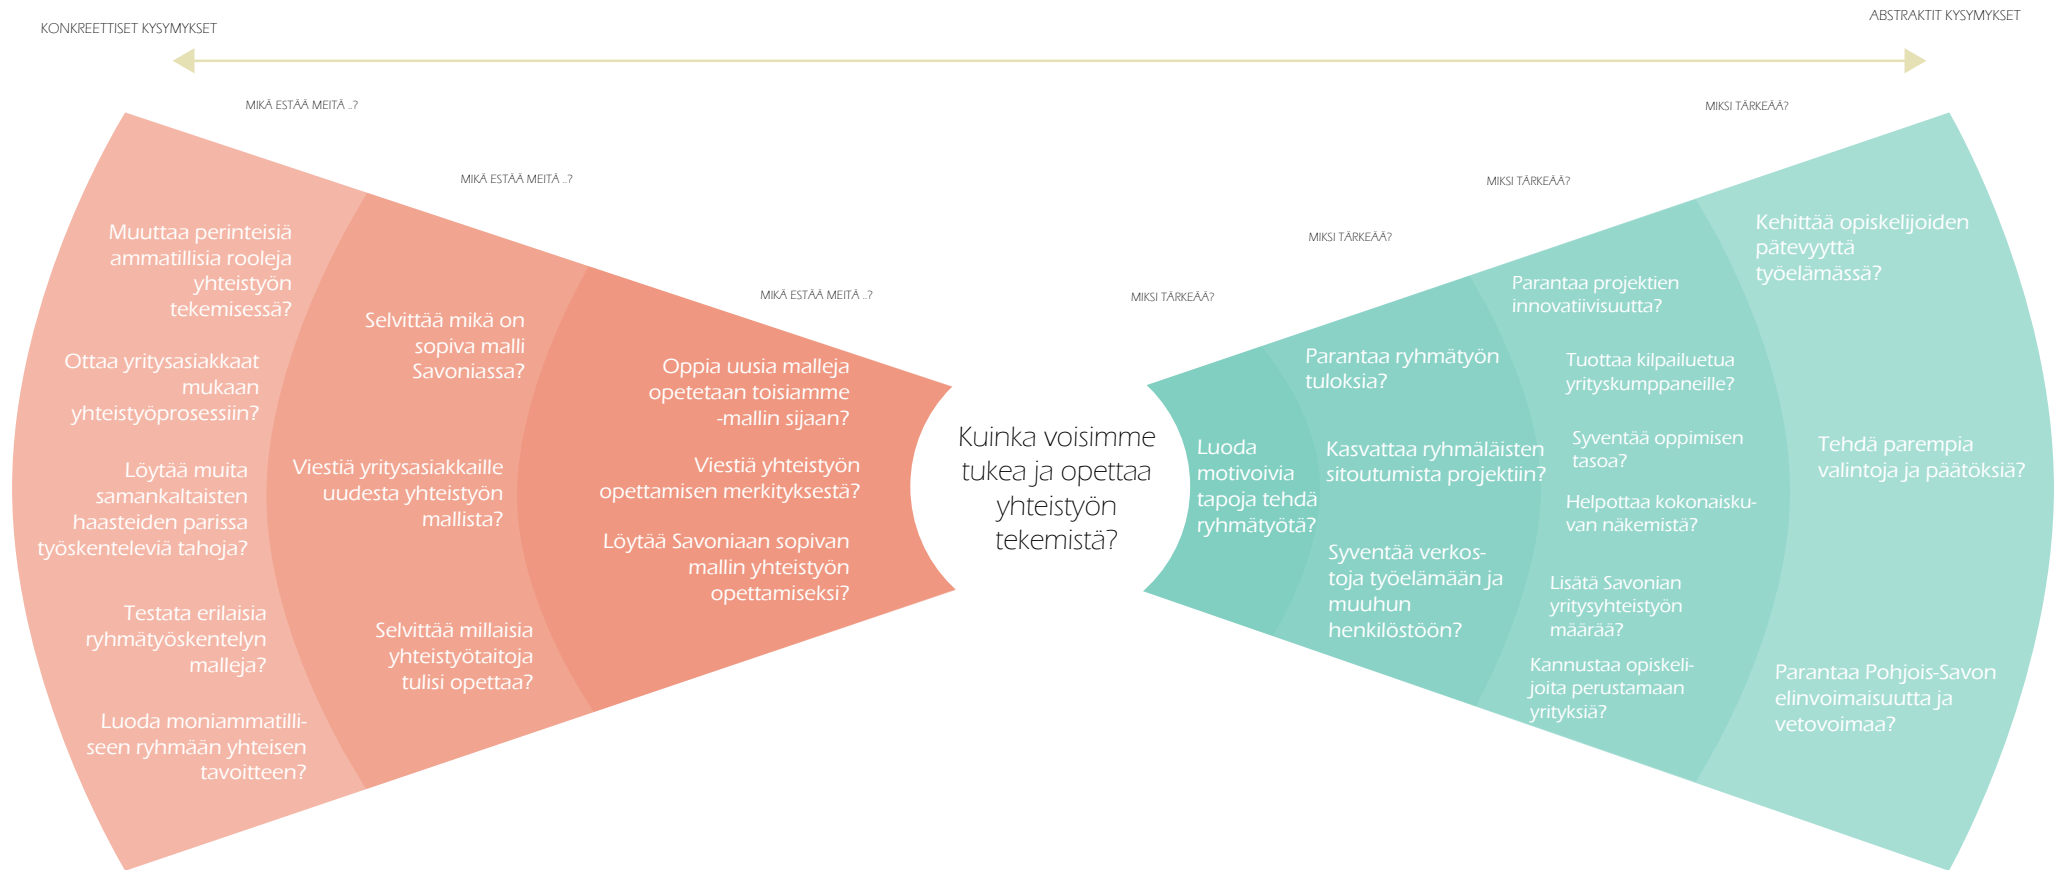 KONKREETTISET KYSYMYKSET
ABSTRAKTIT KYSYMYKSET
MIKÄ ESTÄÄ MEITÄ ..?
MIKÄ ESTÄÄ MEITÄ ..?
MIKÄ ESTÄÄ MEITÄ ..?
MIKSI TÄRKEÄÄ?
MIKSI TÄRKEÄÄ?
MIKSI TÄRKEÄÄ?
MIKSI TÄRKEÄÄ?
Muuttaa perinteisiä
ammatillisia rooleja
yhteistyön
tekemisessä?
Ottaa yritysasiakkaat
mukaan
yhteistyöprosessiin?
Löytää muita
samankaltaisten
haasteiden parissa
työskenteleviä tahoja?
Testata erilaisia
ryhmätyöskentelyn
malleja?
Luoda moniammatilli-
seen ryhmään yhteisen
tavoitteen?
Selvittää mikä on
sopiva malli
Savoniassa?
Viestiä yritysasiakkaille
uudesta yhteistyön
mallista?
Selvittää millaisia
yhteistyötaitoja
tulisi opettaa?
Oppia uusia malleja
opetetaan toisiamme
-mallin sijaan?
Viestiä yhteistyön
opettamisen merkityksestä?
Löytää Savoniaan sopivan
mallin yhteistyön
opettamiseksi?
Kuinka voisimme
tukea ja opettaa
yhteistyön
tekemistä?
Luoda
motivoivia
tapoja tehdä
ryhmätyötä?
Parantaa ryhmätyön
tuloksia?
Kasvattaa ryhmäläisten
sitoutumista projektiin?
Syventää verkos-
toja työelämään ja
muuhun
henkilöstöön?
Parantaa projektien
innovatiivisuutta?
Tuottaa kilpailuetua
yrityskumppaneille?
Syventää oppimisen
tasoa?
Helpottaa kokonaisku-
van näkemistä?
Lisätä Savonian
yritysyhteistyön
määrää?
Kannustaa opiskeli-
joita perustamaan
yrityksiä?
Kehittää opiskelijoiden
pätevyyttä
työelämässä?
Tehdä parempia
valintoja ja päätöksiä?
Parantaa Pohjois-Savon
elinvoimaisuutta ja
vetovoimaa?